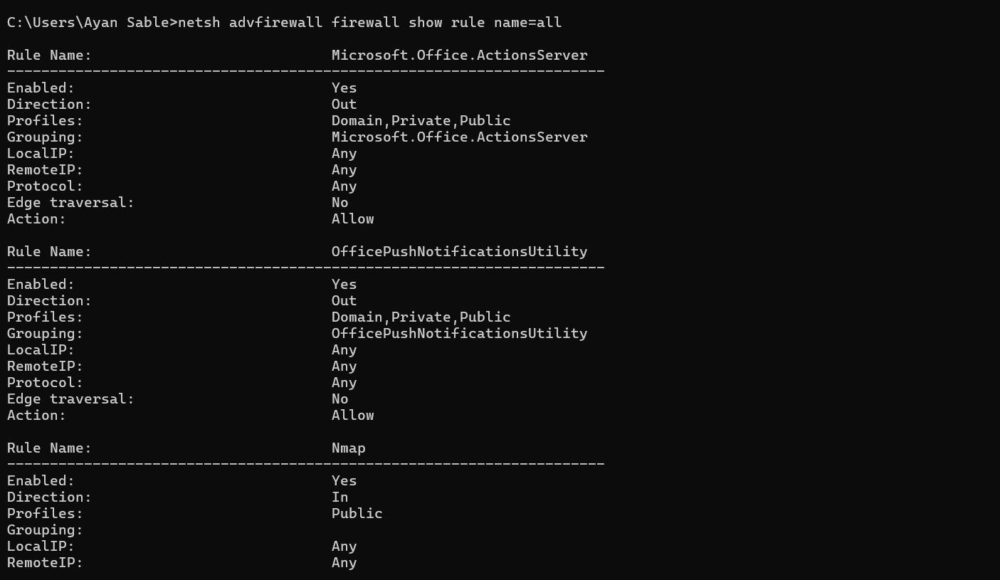 C:\Users\Ayan Sable>netsh advfirewall firewall show rule name=all
Rule Name: Microsoft.Office.ActionsServer
----------------------------------------------------------------------
Enabled: Yes
Direction: Out
Profiles: Domain,Private,Public
Grouping: Microsoft.Office.ActionsServer
LocalIP: Any
RemoteIP: Any
Protocol: Any
Edge traversal: No
Action: Allow
Rule Name: OfficePushNotificationsUtility
----------------------------------------------------------------------
Enabled: Yes
Direction: Out
Profiles: Domain,Private,Public
Grouping: OfficePushNotificationsUtility
LocalIP: Any
RemoteIP: Any
Protocol: Any
Edge traversal: No
Action: Allow
Rule Name: Nmap
----------------------------------------------------------------------
Enabled: Yes
Direction: In
Profiles: Public
Grouping:
LocalIP: Any
RemoteIP: Any